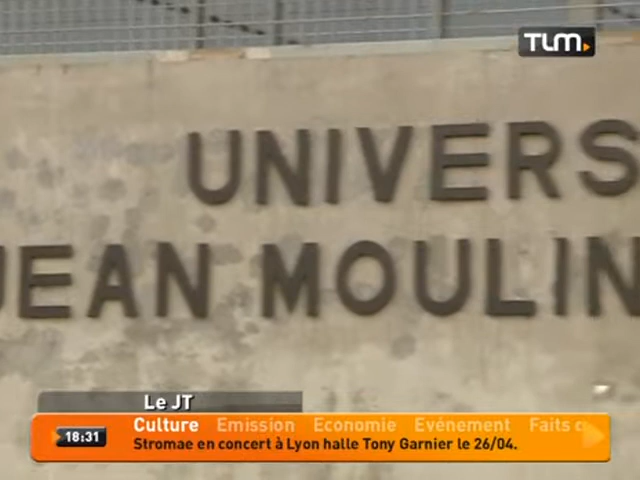 TLM
UNIVERS
JEAN MOULIN
Le JT
Culture Emission Economie Evénement Faits
18:31
Stromae en concert à Lyon halle Tony Garnier le 26/04.